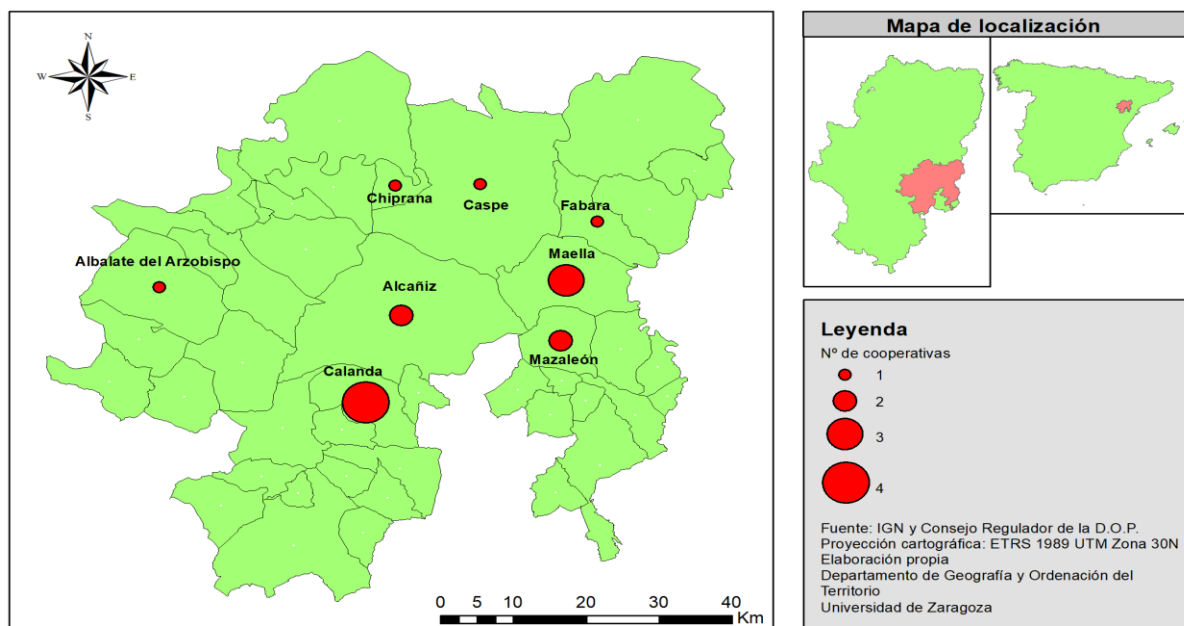 N
W
E
S
Chiprana
Caspe
Fabara
Albalate del Arzobispo
Maella
Alcañiz
Mazaleón
Calanda
0 5 10 20 30 40
Km
Mapa de localización
Leyenda
Nº de cooperativas
1
2
3
4
Fuente: IGN y Consejo Regulador de la D.O.P.
Proyección cartográfica: ETRS 1989 UTM Zona 30N
Elaboración propia
Departamento de Geografía y Ordenación del
Territorio
Universidad de Zaragoza